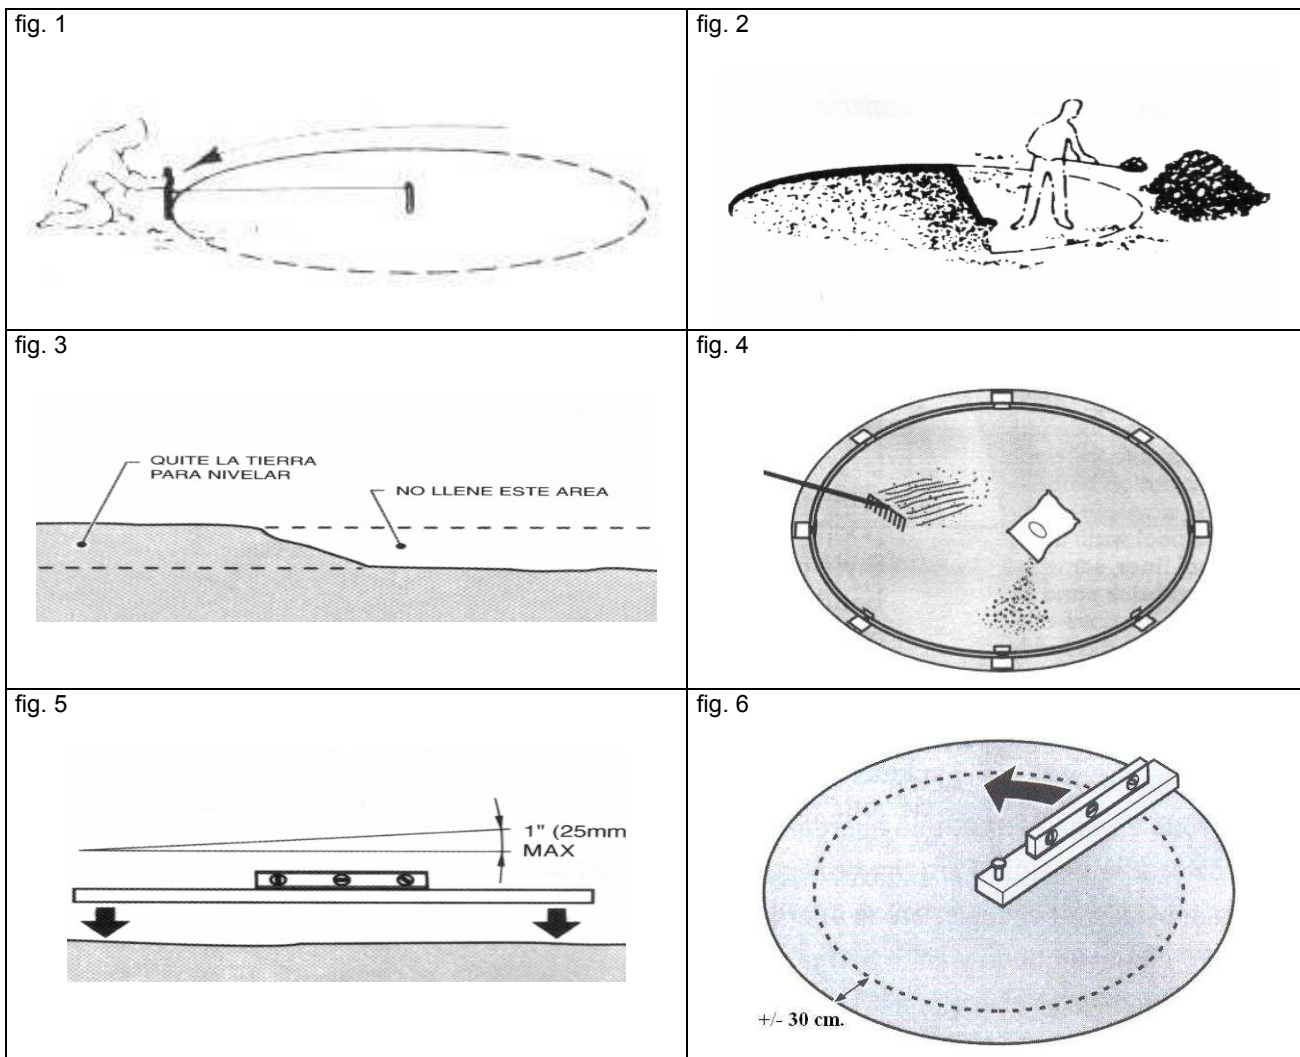 fig. 1
fig. 2
fig. 3
QUITE LA TIERRA
PARA NIVELAR
NO LLENE ESTE AREA
fig. 4
fig. 5
1" (25mm
MAX
fig. 6
+/- 30 cm.